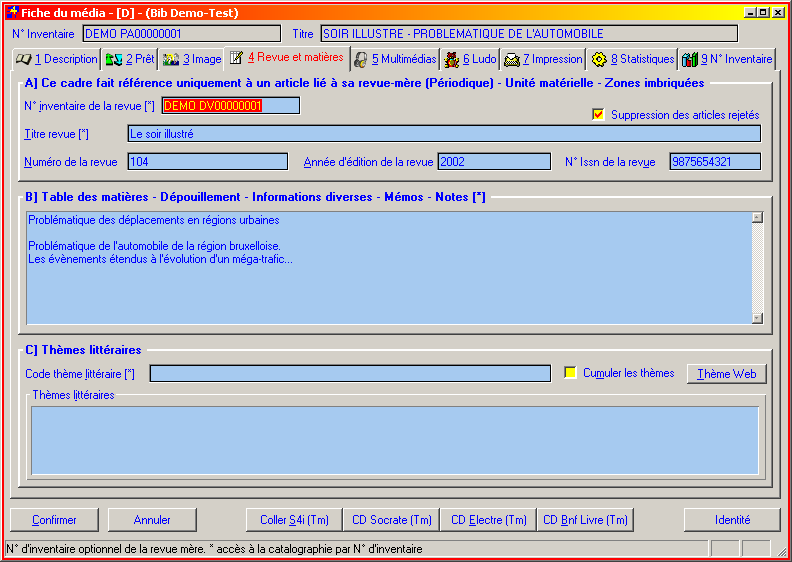 Fiche du média - [D] - (Bib Demo-Test)
N° Inventaire DEMO PA00000001 Titre SOIR ILLUSTRE - PROBLEMATIQUE DE L'AUTOMOBILE
1 Description 2 Prêt 3 Image 4 Revue et matières 5 Multimédias 6 Ludo 7 Impression 8 Statistiques 9 N° Inventaire
A) Ce cadre fait référence uniquement à un article lié à sa revue-mère (Périodique) - Unité matérielle - Zones imbriquées
N° inventaire de la revue [*] DEMO DV00000001
Suppression des articles rejetés
Titre revue [*] Le soir illustré
Numéro de la revue 104 Année d'édition de la revue 2002 N° Issn de la revue 9875654321
B) Table des matières - Dépouillement - Informations diverses - Mémos - Notes [*]
Problématique des déplacements en régions urbaines
Problématique de l'automobile de la région bruxelloise.
Les évènements étendus à l'évolution d'un méga-trafic...
C) Thèmes littéraires
Code thème littéraire [*] Cumuler les thèmes Thème Web
Thèmes littéraires
Confirmer Annuler Coller S4i (Tm) CD Socrate (Tm) CD Electre (Tm) CD Bnf Livre (Tm) Identité
N° d'inventaire optionnel de la revue mère. * accès à la catalographie par N° d'inventaire